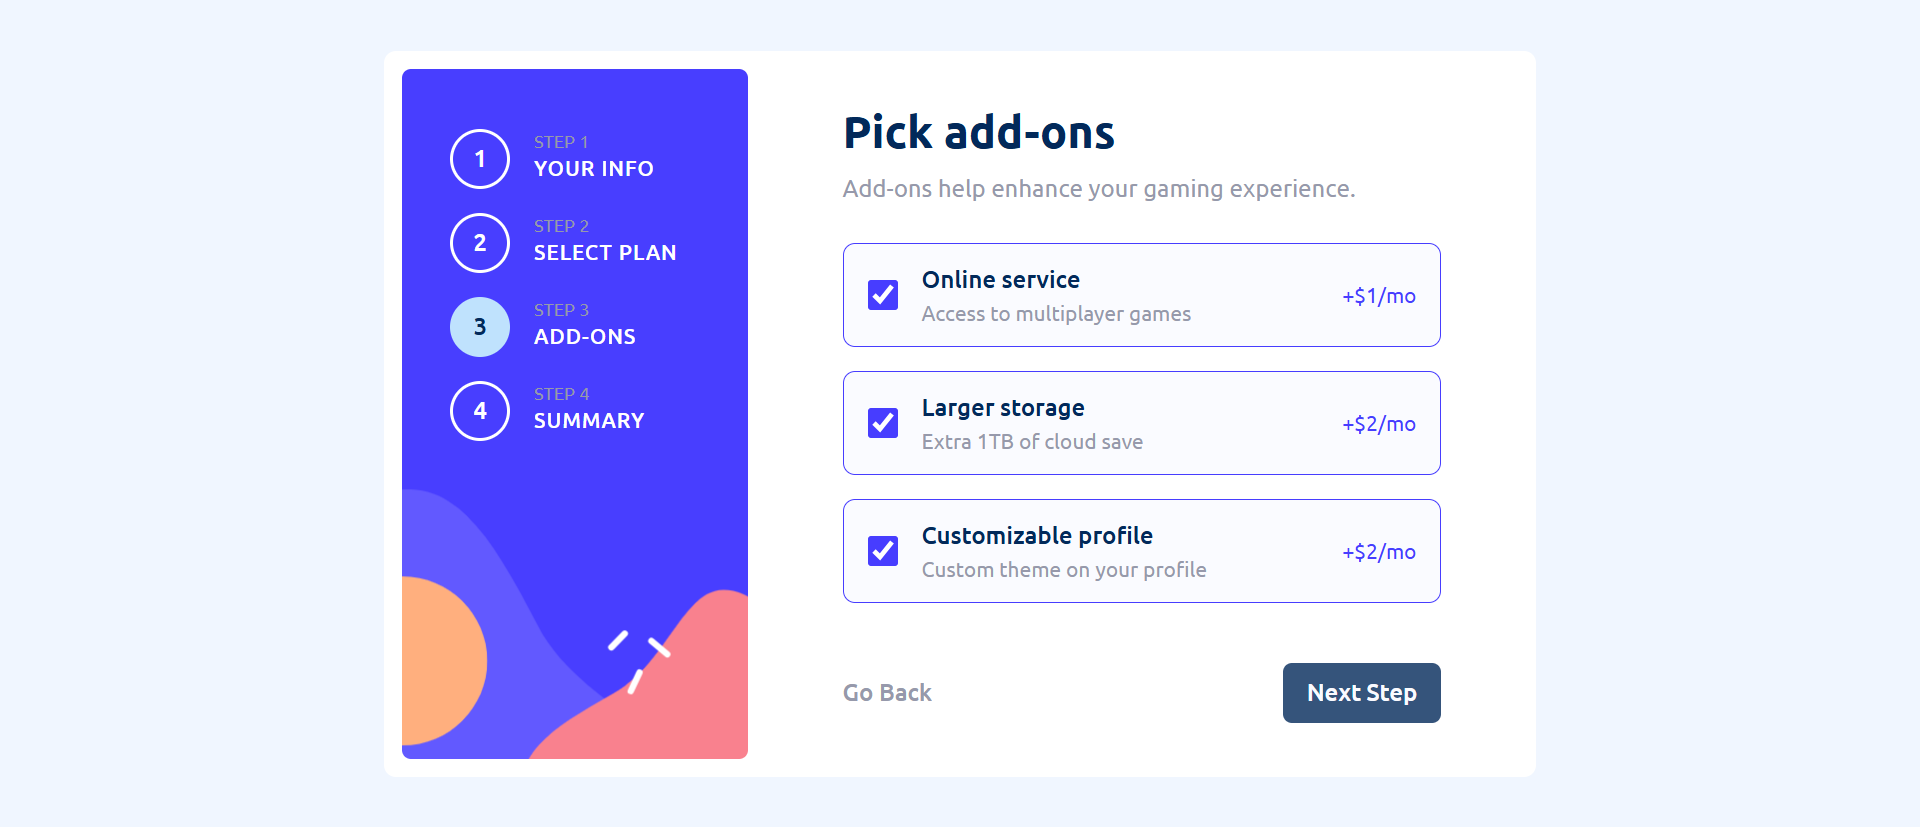 1
STEP 1
YOUR INFO
2
STEP 2
SELECT PLAN
3
STEP 3
ADD-ONS
4
STEP 4
SUMMARY
Pick add-ons
Add-ons help enhance your gaming experience.
Online service
Access to multiplayer games
+$1/mo
Larger storage
Extra 1TB of cloud save
+$2/mo
Customizable profile
Custom theme on your profile
+$2/mo
Go Back
Next Step